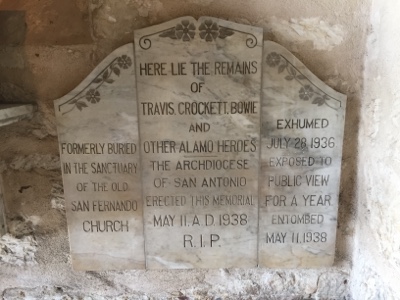 FORMERLY BURIED
IN THE SANCTUARY
OF THE OLD
SAN FERNANDO
CHURCH
HERE LIE THE REMAINS
OF
TRAVIS, CROCKETT, BOWIE
AND
OTHER ALAMO HEROES
THE ARCHDIOCESE
OF SAN ANTONIO
ERECTED THIS MEMORIAL
MAY 11, A.D. 1938
R.I.P.
EXHUMED
JULY 28, 1936
EXPOSED TO
PUBLIC VIEW
FOR A YEAR
ENTOMBED
MAY 11, 1938